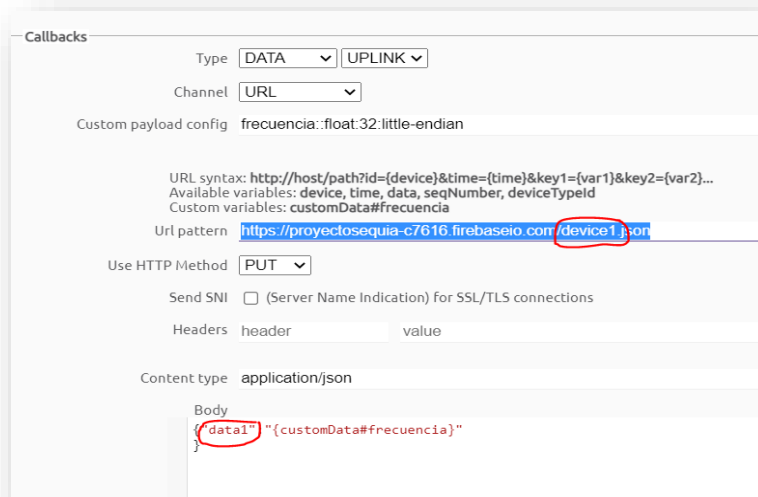 Callbacks
Type DATA UPLINK
Channel URL
Custom payload config frecuencia::float:32:little-endian
URL syntax: http://host/path?id={device}&time={time}&key1={var1}&key2={var2}...
Available variables: device, time, data, seqNumber, deviceTypeId
Custom variables: customData#frecuencia
Url pattern https://proyectosequia-c7616.firebaseio.com/device1.json
Use HTTP Method PUT
Send SNI (Server Name Indication) for SSL/TLS connections
Headers header value
Content type application/json
Body
{"data1":"{customData#frecuencia}"
}